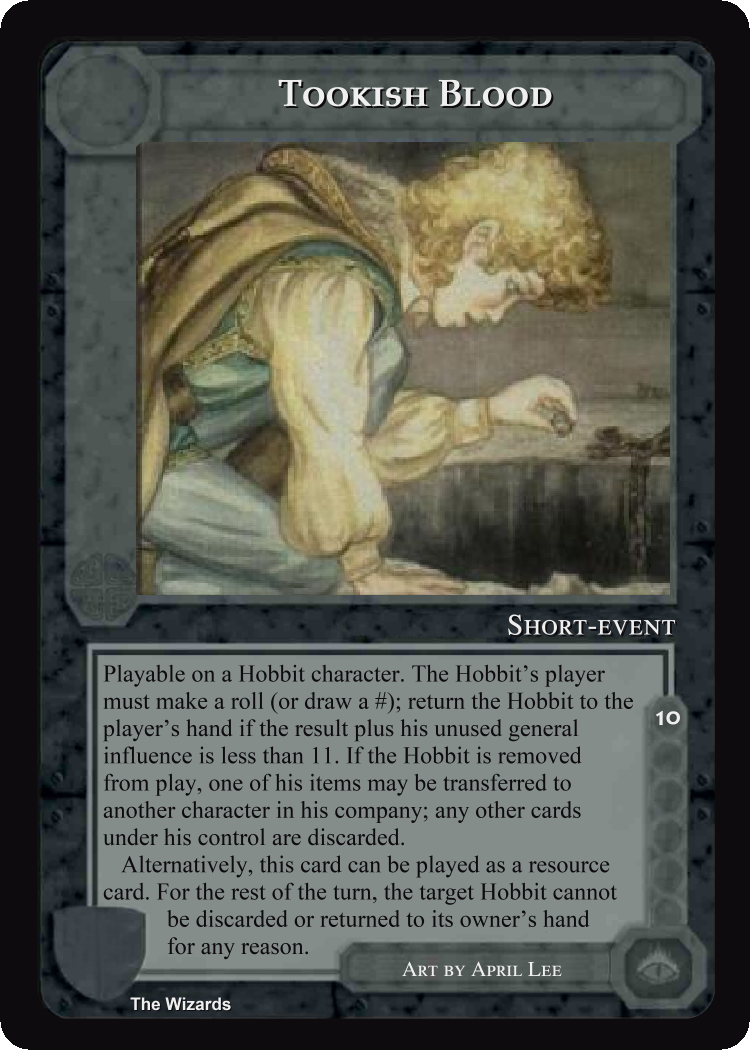 Tookish Blood
Short-event
Playable on a Hobbit character. The Hobbit's player
must make a roll (or draw a #); return the Hobbit to the
player's hand if the result plus his unused general
influence is less than 11. If the Hobbit is removed
from play, one of his items may be transferred to
another character in his company; any other cards
under his control are discarded.
Alternatively, this card can be played as a resource
card. For the rest of the turn, the target Hobbit cannot
be discarded or returned to its owner's hand
for any reason.
10
Art by April Lee
The Wizards